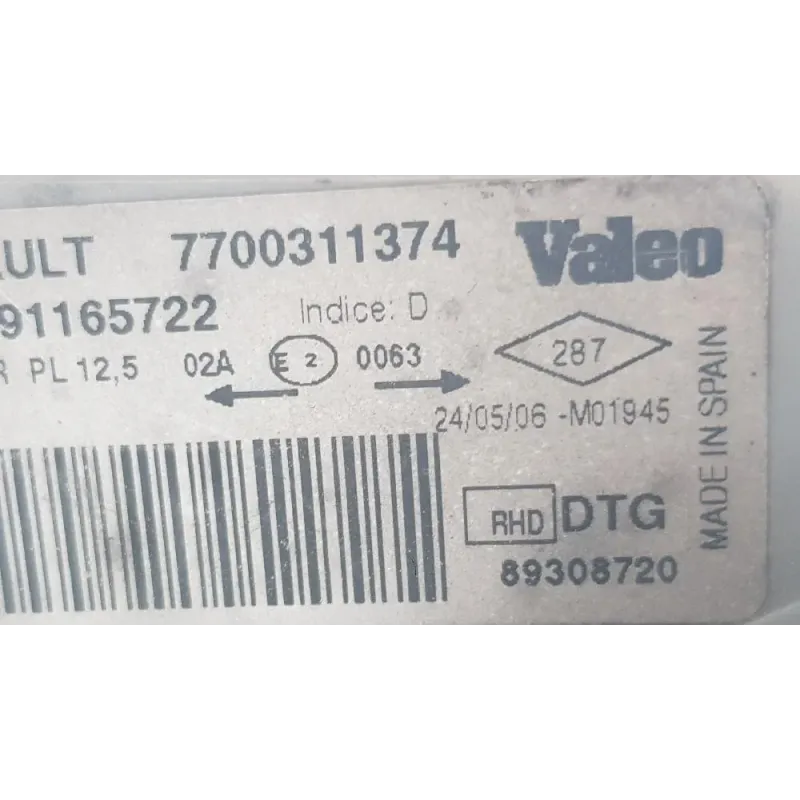 AULT 7700311374 Valeo
91165722 Indice: D
R PL 12,5 02A E 2 0063 287
24/05/06 -M01945
RHD DTG
89308720
MADE IN SPAIN